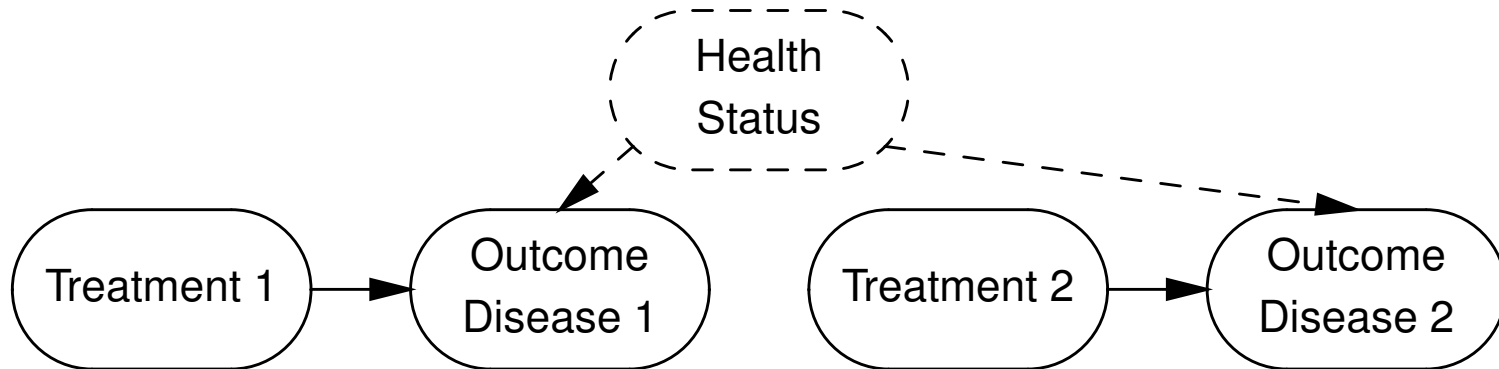 Health
Status
Treatment 1
Outcome
Disease 1
Treatment 2
Outcome
Disease 2